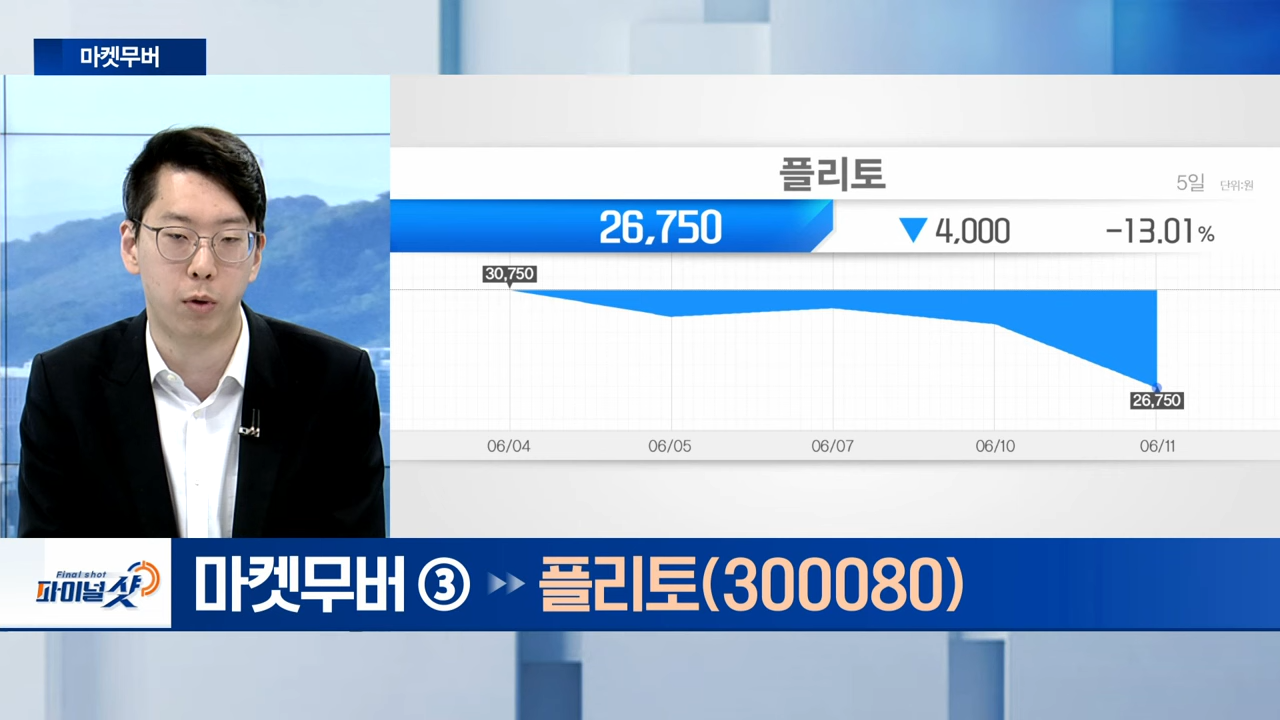 마켓무버
플리토
5일 단위:원
26,750 ▼ 4,000 -13.01%
30,750
26,750
06/04 06/05 06/07 06/10 06/11
Final shot
파이널샷
마켓무버 ③ 플리토(300080)